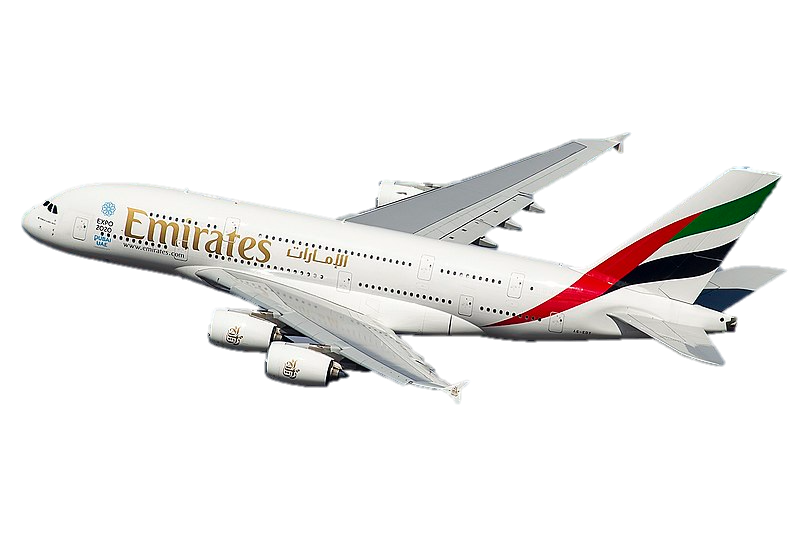 EXPO
2020
DUBAI
UAE
Emirates
الإمارات
www.emirates.com